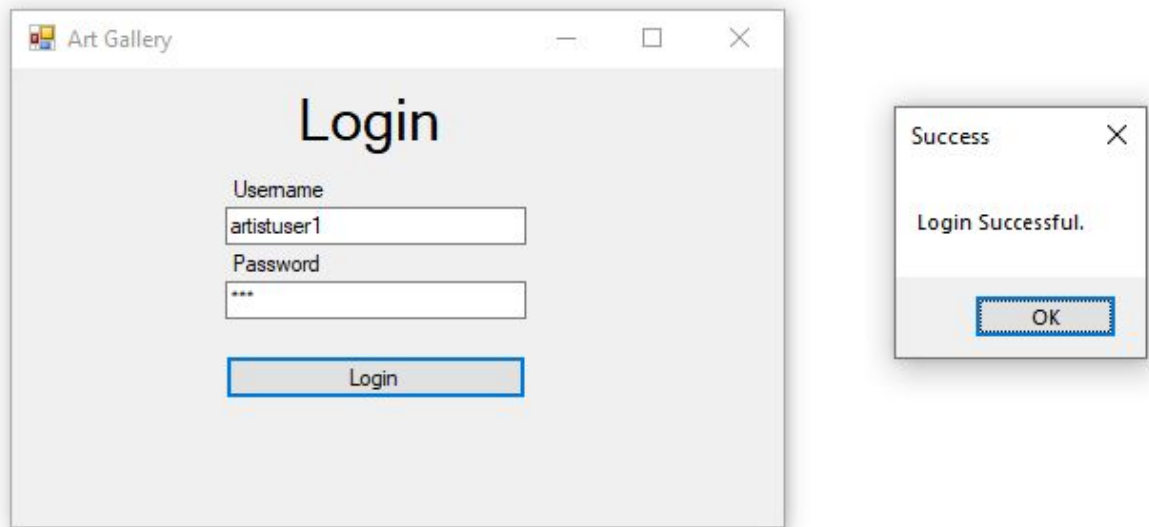 Art Gallery
Login
Username
artistuser1
Password
***
Login
Success
Login Successful.
OK